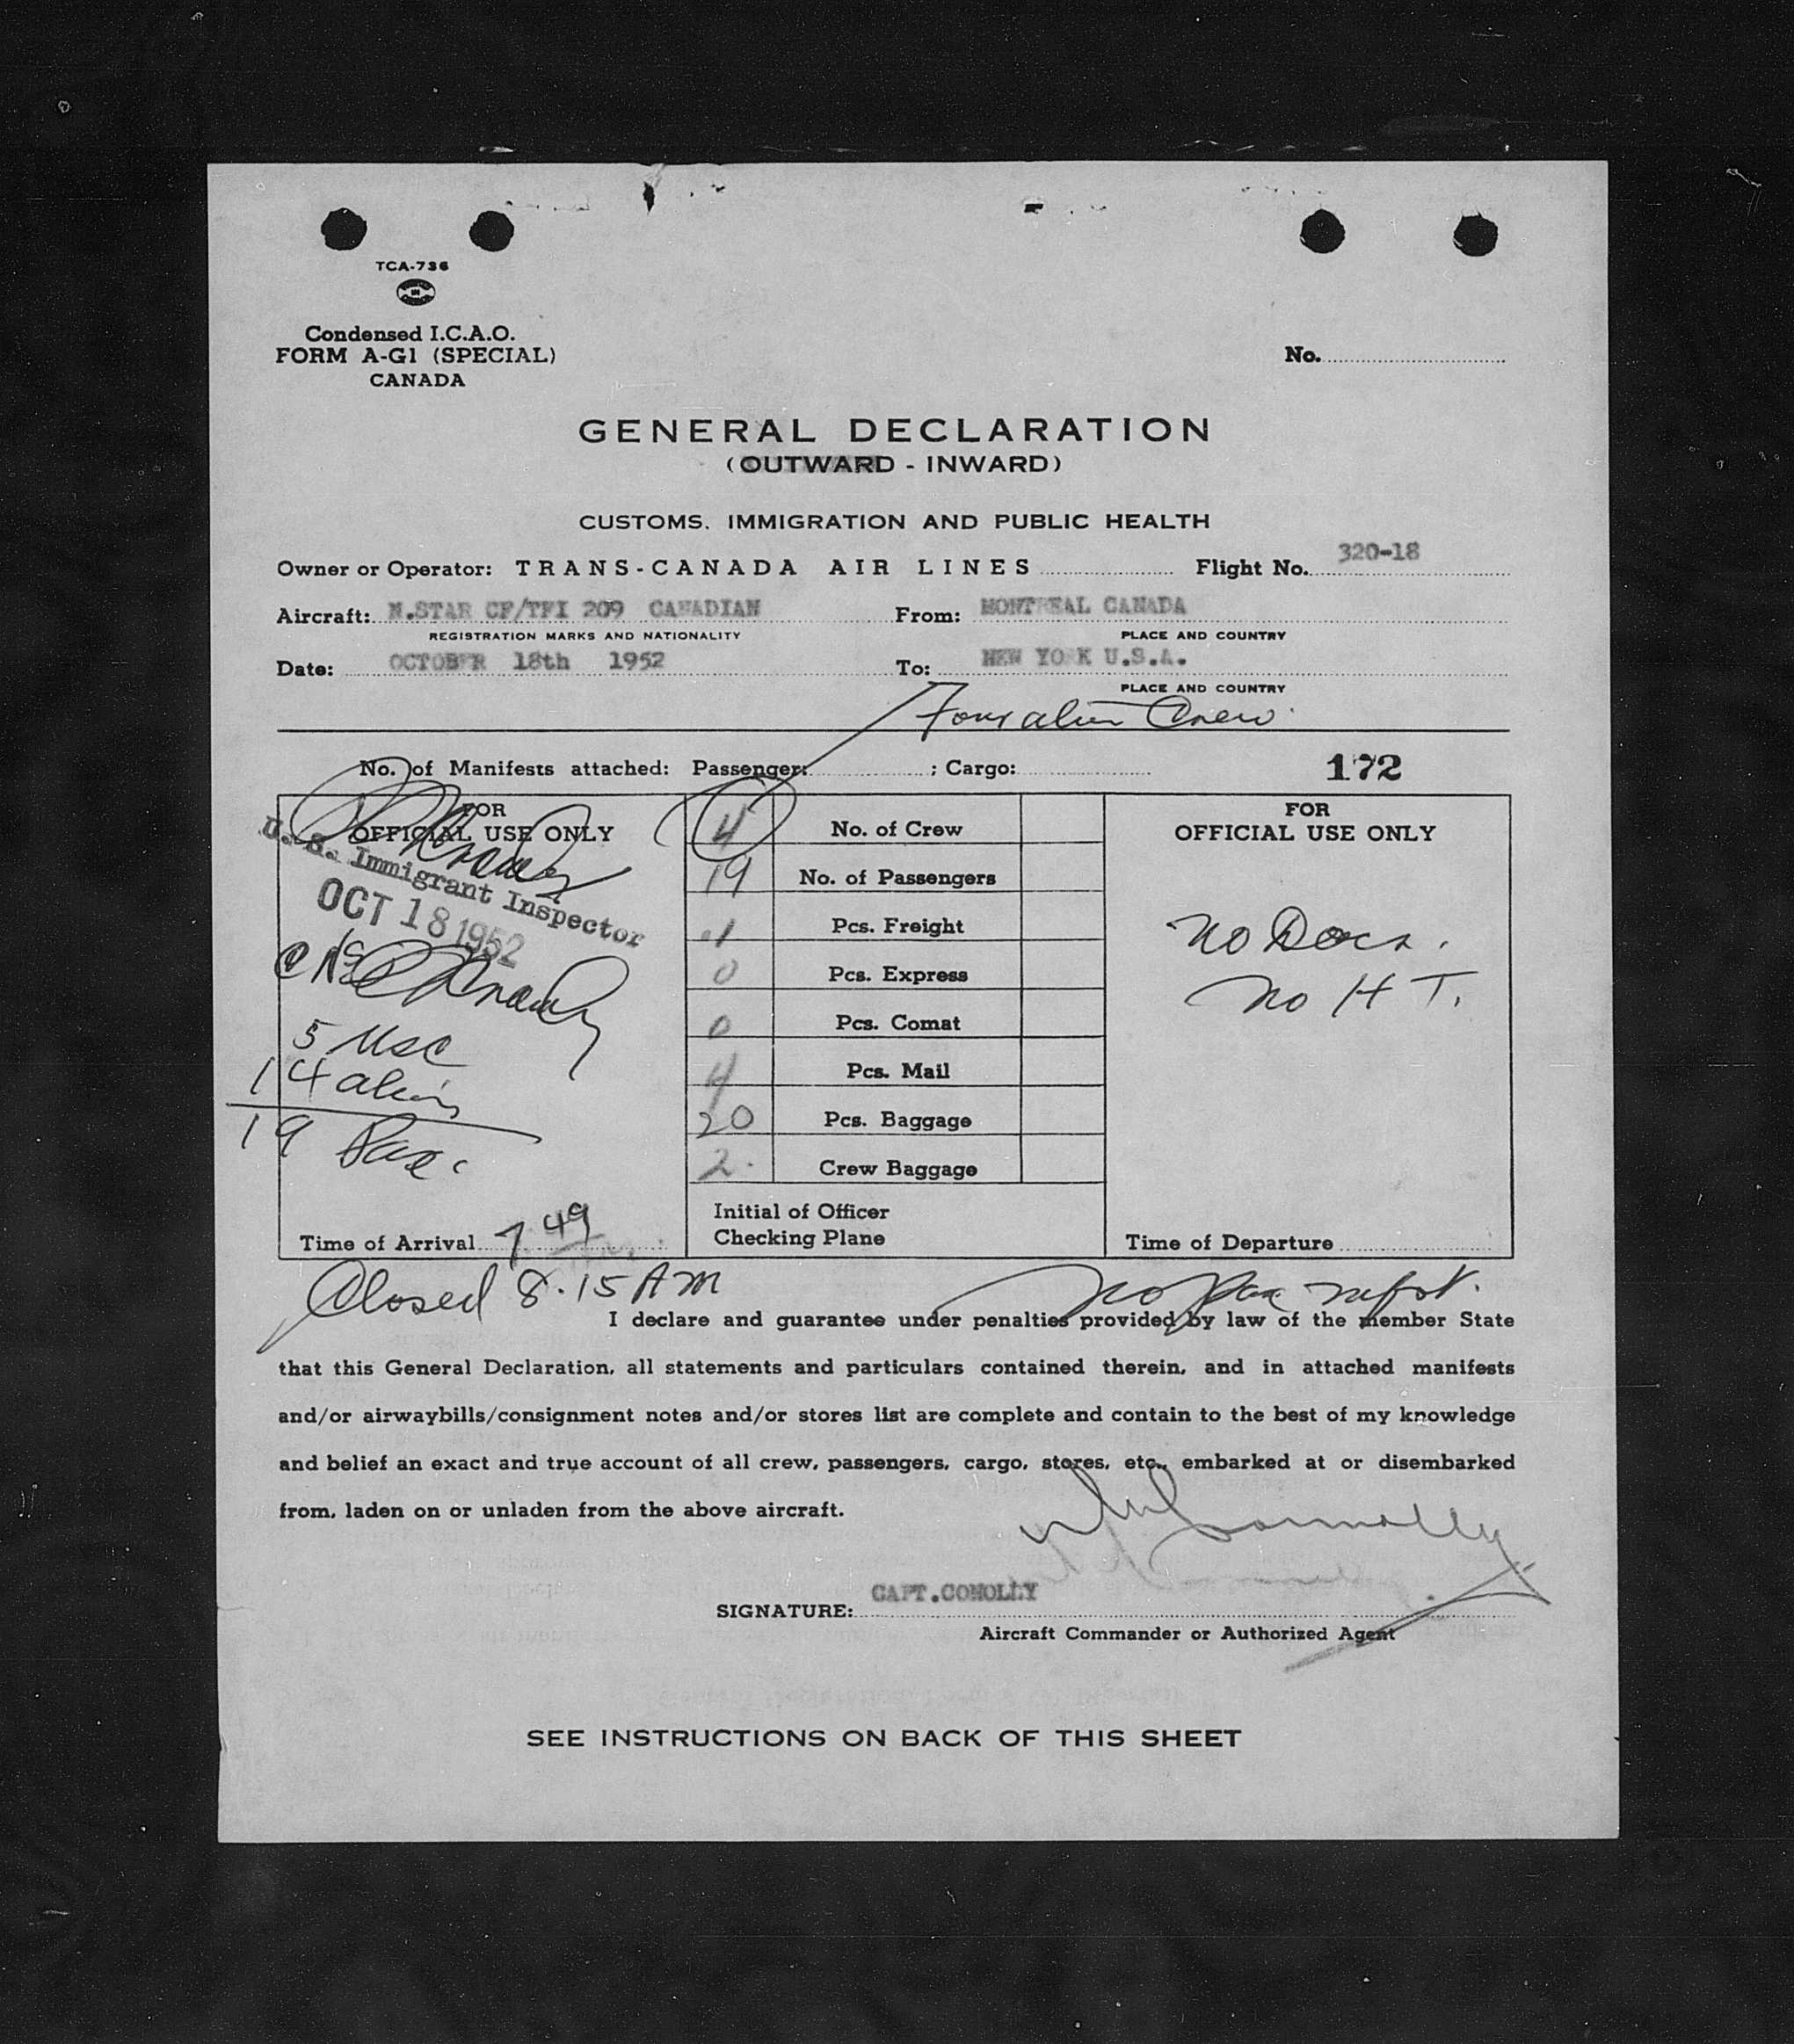 TCA-736
Condensed I.C.A.O.
FORM A-G1 (SPECIAL)
CANADA
No.
GENERAL DECLARATION
(OUTWARD - INWARD)
CUSTOMS. IMMIGRATION AND PUBLIC HEALTH
Owner or Operator: TRANS-CANADA AIR LINES Flight No. 320-18
Aircraft: N.STAR CF/TFI 209 CANADIAN From: MONTREAL CANADA
REGISTRATION MARKS AND NATIONALITY PLACE AND COUNTRY
Date: OCTOBER 18th 1952 To: NEW YORK U.S.A.
PLACE AND COUNTRY
Four alien Crew
No. of Manifests attached: Passenger: ; Cargo: 172
FOR
OFFICIAL USE ONLY
U. S. Immigrant Inspector
OCT 18 1952
5 USC
14 alien
19 Pax.
Time of Arrival 7 49
4 No. of Crew
19 No. of Passengers
1 Pcs. Freight
0 Pcs. Express
0 Pcs. Comat
4 Pcs. Mail
20 Pcs. Baggage
2 Crew Baggage
Initial of Officer
Checking Plane
FOR
OFFICIAL USE ONLY
No Docs.
No H T.
Time of Departure
Closed 8.15 AM No Pax
I declare and guarantee under penalties provided by law of the member State
that this General Declaration, all statements and particulars contained therein, and in attached manifests
and/or airwaybills/consignment notes and/or stores list are complete and contain to the best of my knowledge
and belief an exact and true account of all crew, passengers, cargo, stores, etc., embarked at or disembarked
from, laden on or unladen from the above aircraft.
Connolly
SIGNATURE: CAPT.CONOLLY
Aircraft Commander or Authorized Agent
SEE INSTRUCTIONS ON BACK OF THIS SHEET